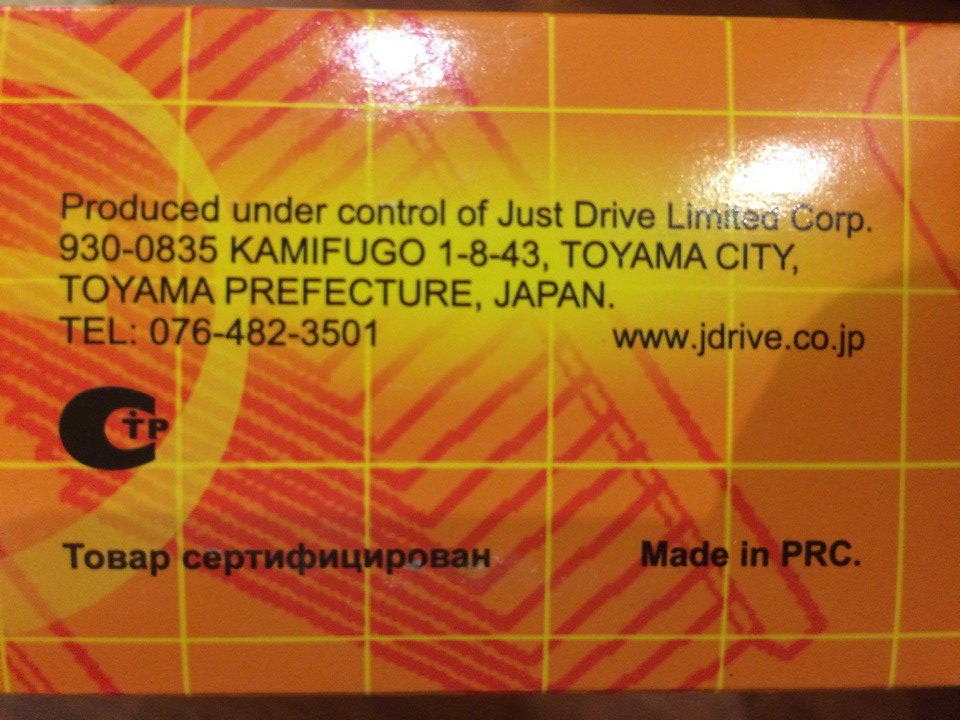 Produced under control of Just Drive Limited Corp.
930-0835 KAMIFUGO 1-8-43, TOYAMA CITY,
TOYAMA PREFECTURE, JAPAN.
TEL: 076-482-3501 www.jdrive.co.jp
СТР
Товар сертифицирован Made in PRC.